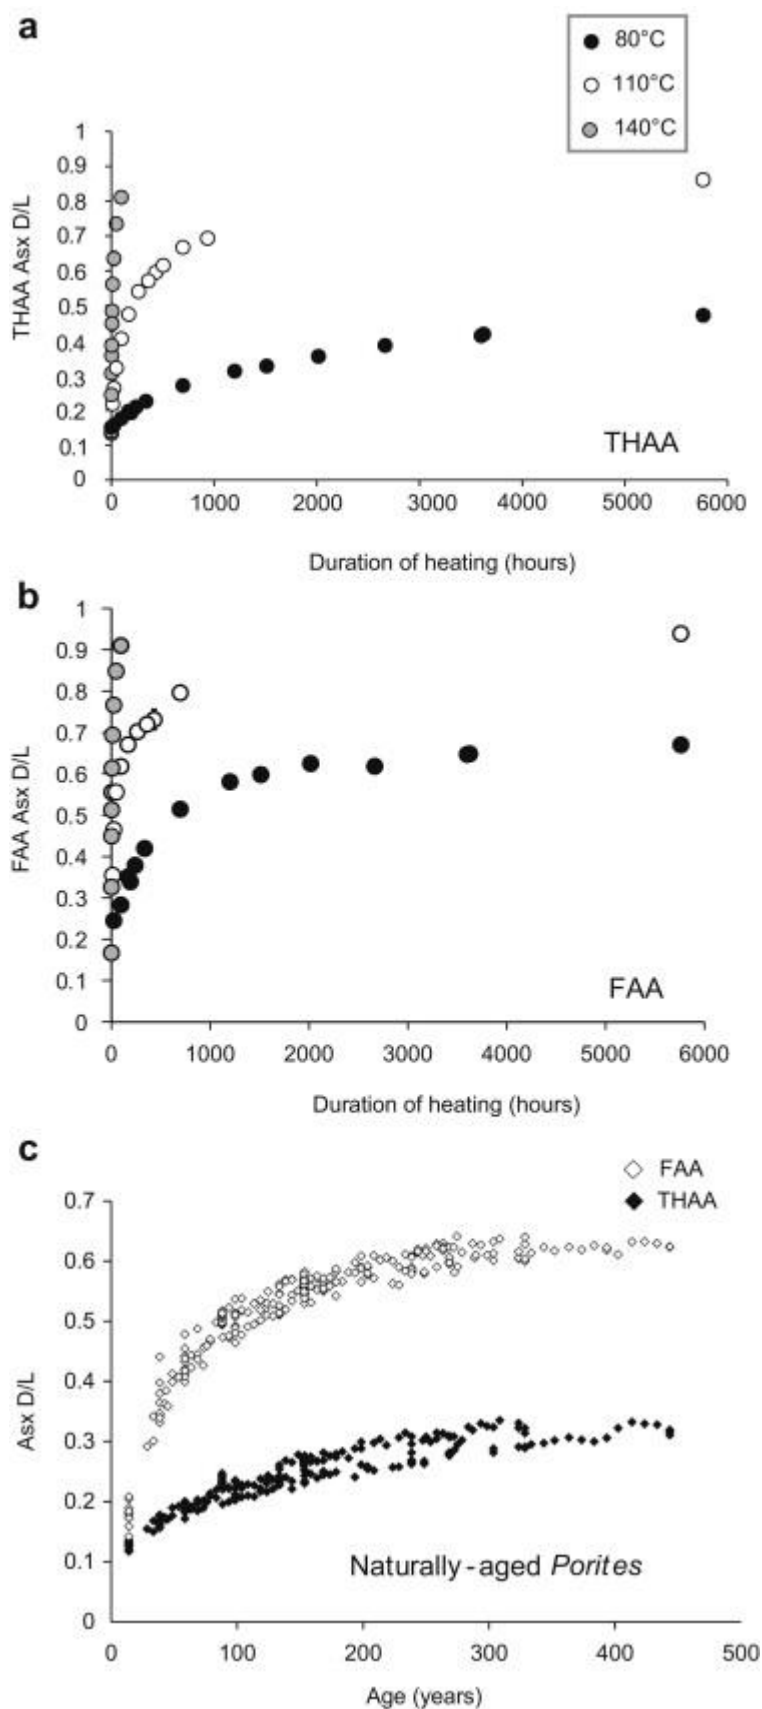 a
80°C
110°C
140°C
1
0.9
0.8
0.7
0.6
0.5
0.4
0.3
0.2
0.1
0
THAA Asx D/L
THAA
0 1000 2000 3000 4000 5000 6000
Duration of heating (hours)
b
1
0.9
0.8
0.7
0.6
0.5
0.4
0.3
0.2
0.1
0
FAA Asx D/L
FAA
0 1000 2000 3000 4000 5000 6000
Duration of heating (hours)
c
FAA
THAA
0.7
0.6
0.5
0.4
0.3
0.2
0.1
0
Asx D/L
Naturally-aged Porites
0 100 200 300 400 500
Age (years)